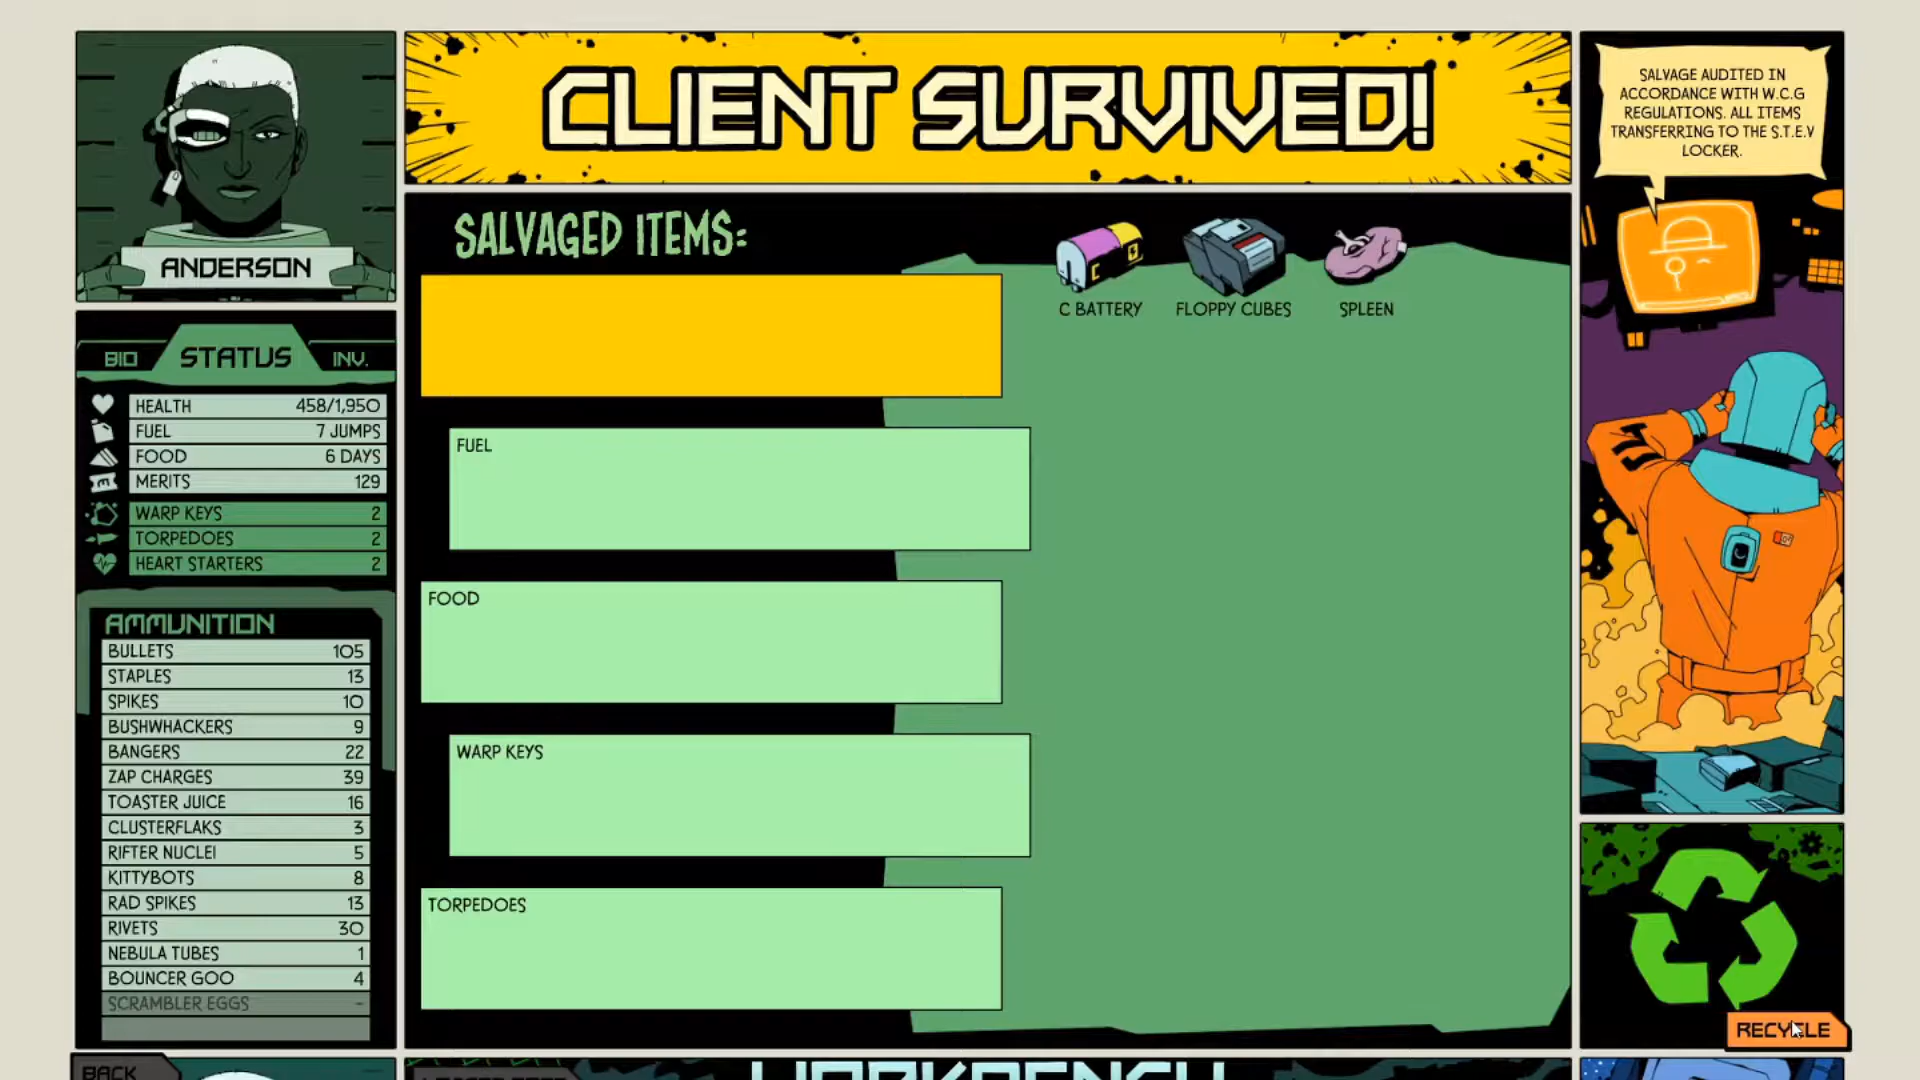 ANDERSON
BIO
STATUS
INV.
HEALTH 458/1,950
FUEL 7 JUMPS
FOOD 6 DAYS
MERITS 129
WARP KEYS 2
TORPEDOES 2
HEART STARTERS 2
AMMUNITION
BULLETS 105
STAPLES 13
SPIKES 10
BUSHWHACKERS 9
BANGERS 22
ZAP CHARGES 39
TOASTER JUICE 16
CLUSTERFLAKS 3
RIFTER NUCLEI 5
KITTYBOTS 8
RAD SPIKES 13
RIVETS 30
NEBULA TUBES 1
BOUNCER GOO 4
SCRAMBLER EGGS -
BACK
CLIENT SURVIVED!
SALVAGED ITEMS:
C BATTERY
FLOPPY CUBES
SPLEEN
FUEL
FOOD
WARP KEYS
TORPEDOES
SALVAGE AUDITED IN
ACCORDANCE WITH W.C.G
REGULATIONS. ALL ITEMS
TRANSFERRING TO THE S.T.E.V
LOCKER.
RECYCLE